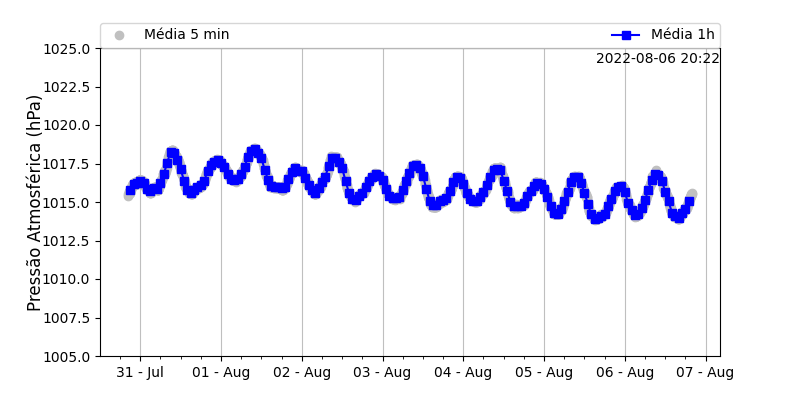 Média 5 min
Média 1h
2022-08-06 20:22
Pressão Atmosférica (hPa)
1025.0
1022.5
1020.0
1017.5
1015.0
1012.5
1010.0
1007.5
1005.0
31 - Jul
01 - Aug
02 - Aug
03 - Aug
04 - Aug
05 - Aug
06 - Aug
07 - Aug